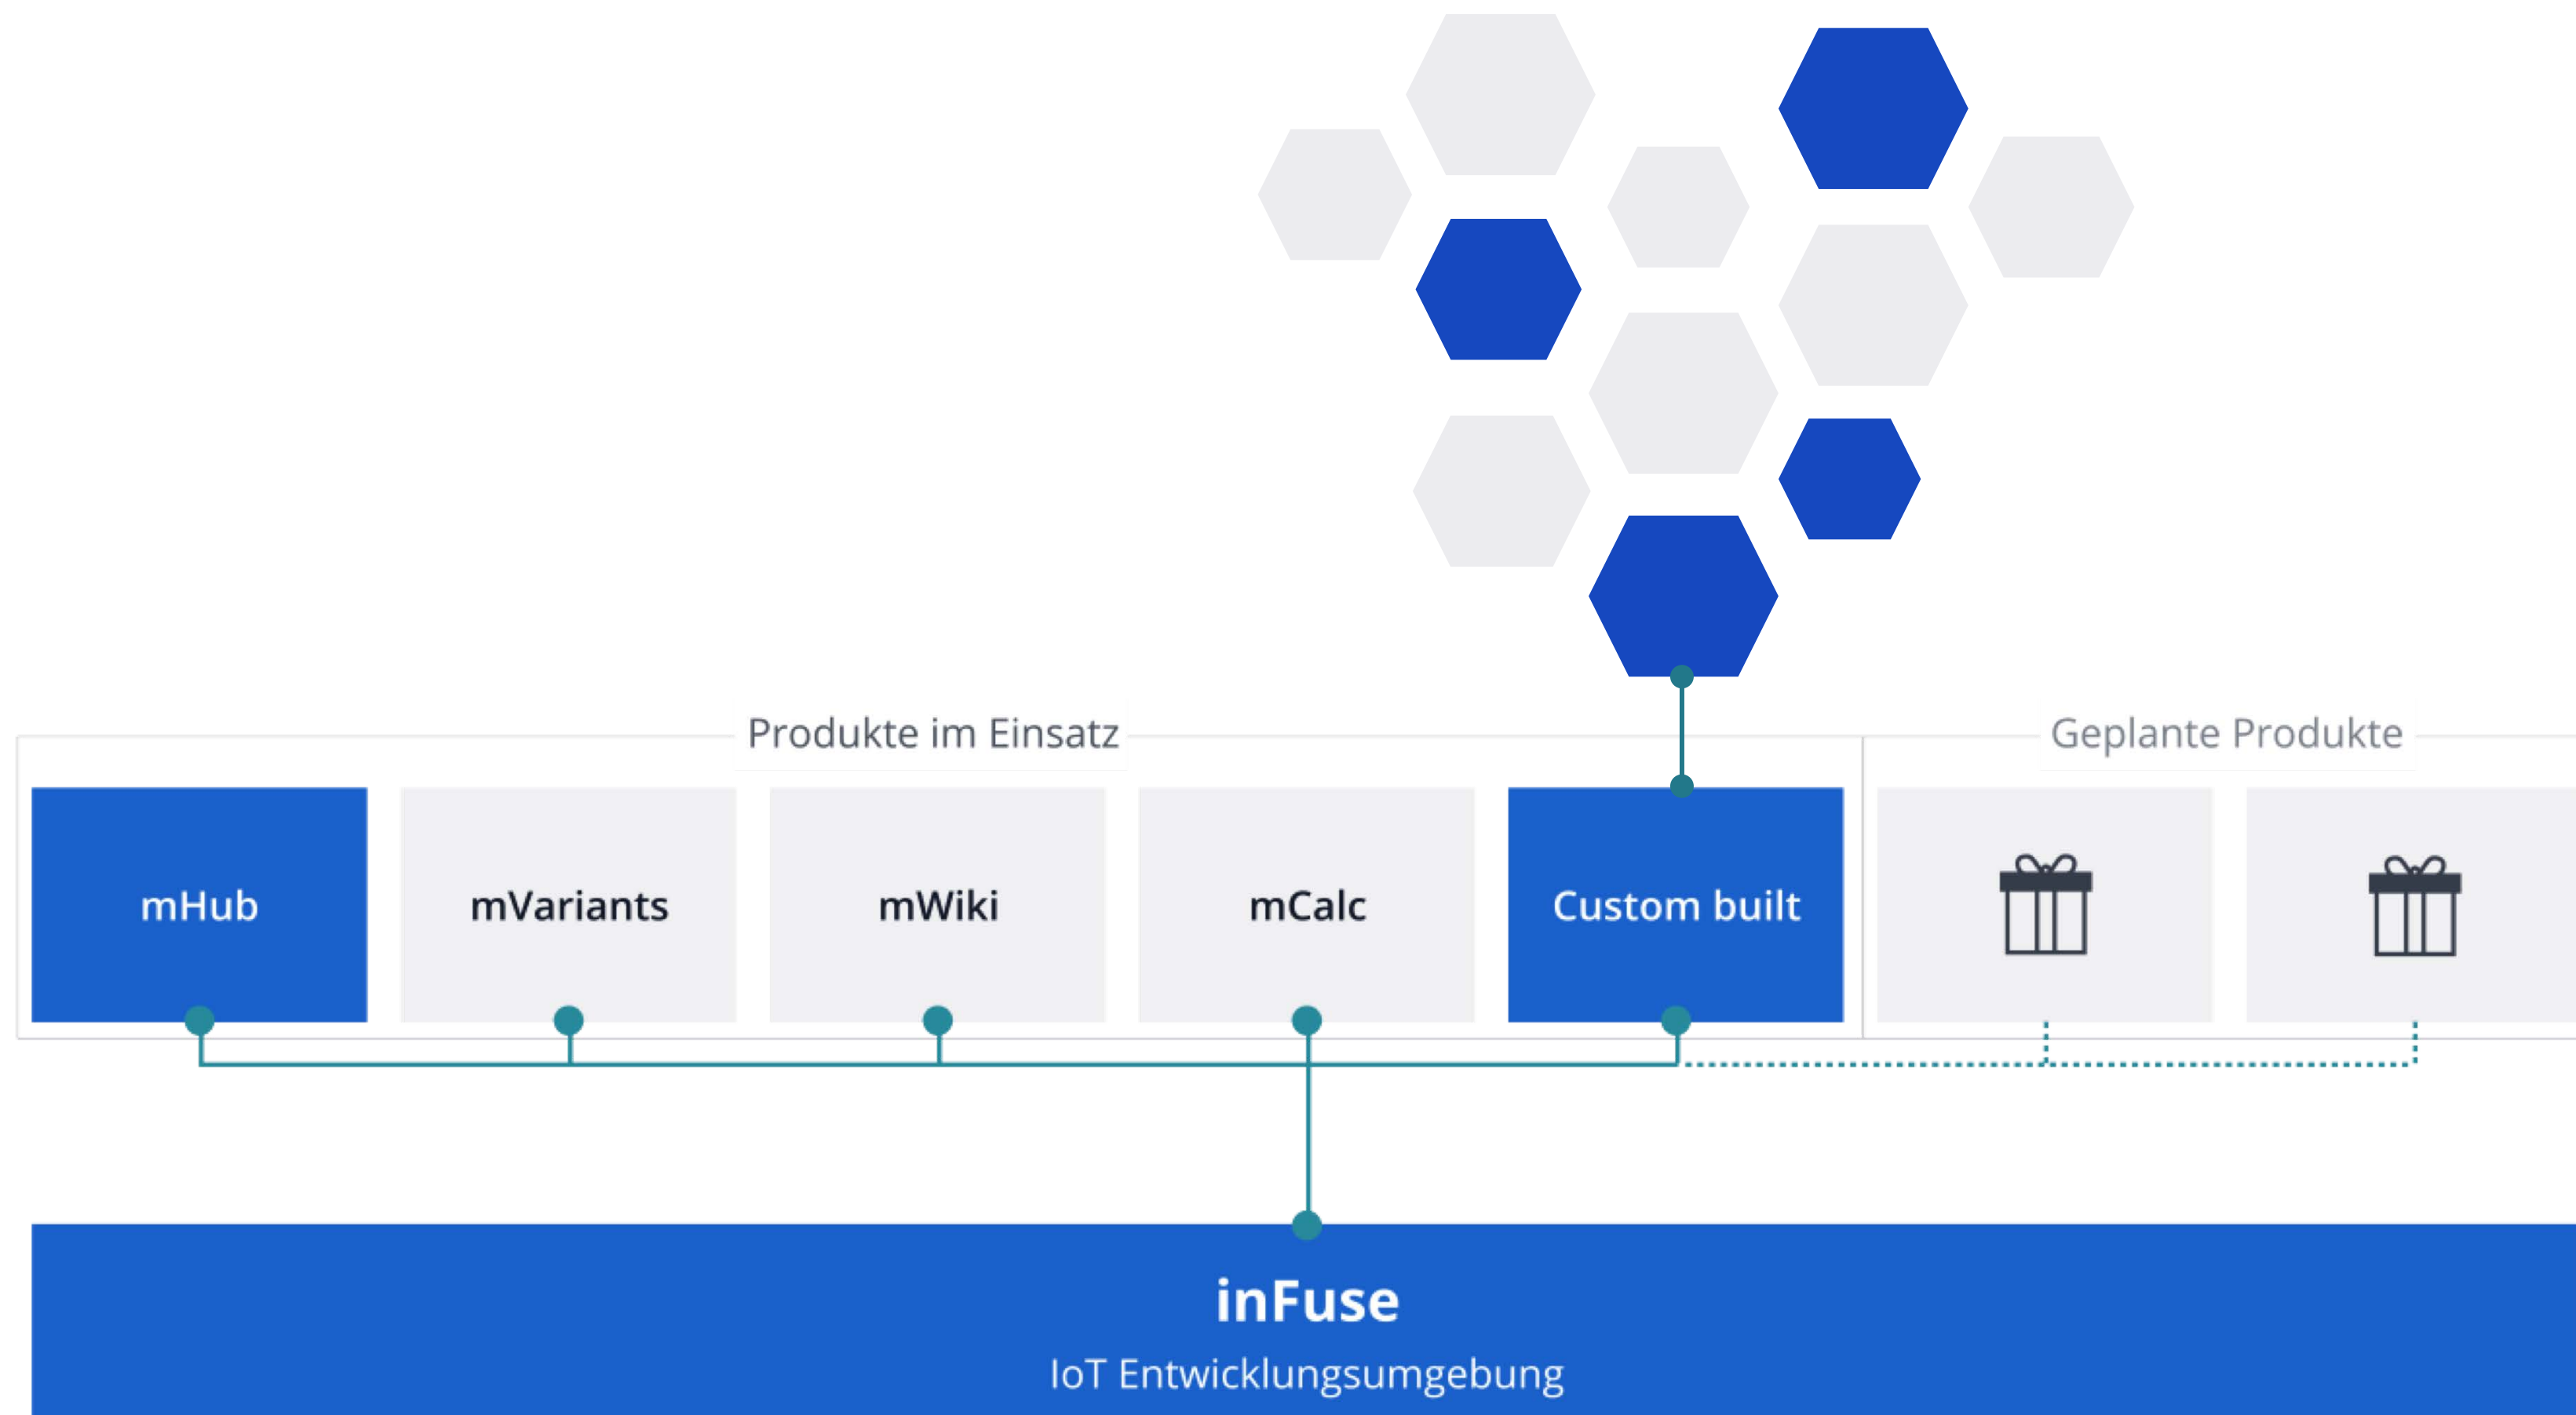 Produkte im Einsatz
Geplante Produkte
mHub
mVariants
mWiki
mCalc
Custom built
inFuse
IoT Entwicklungsumgebung